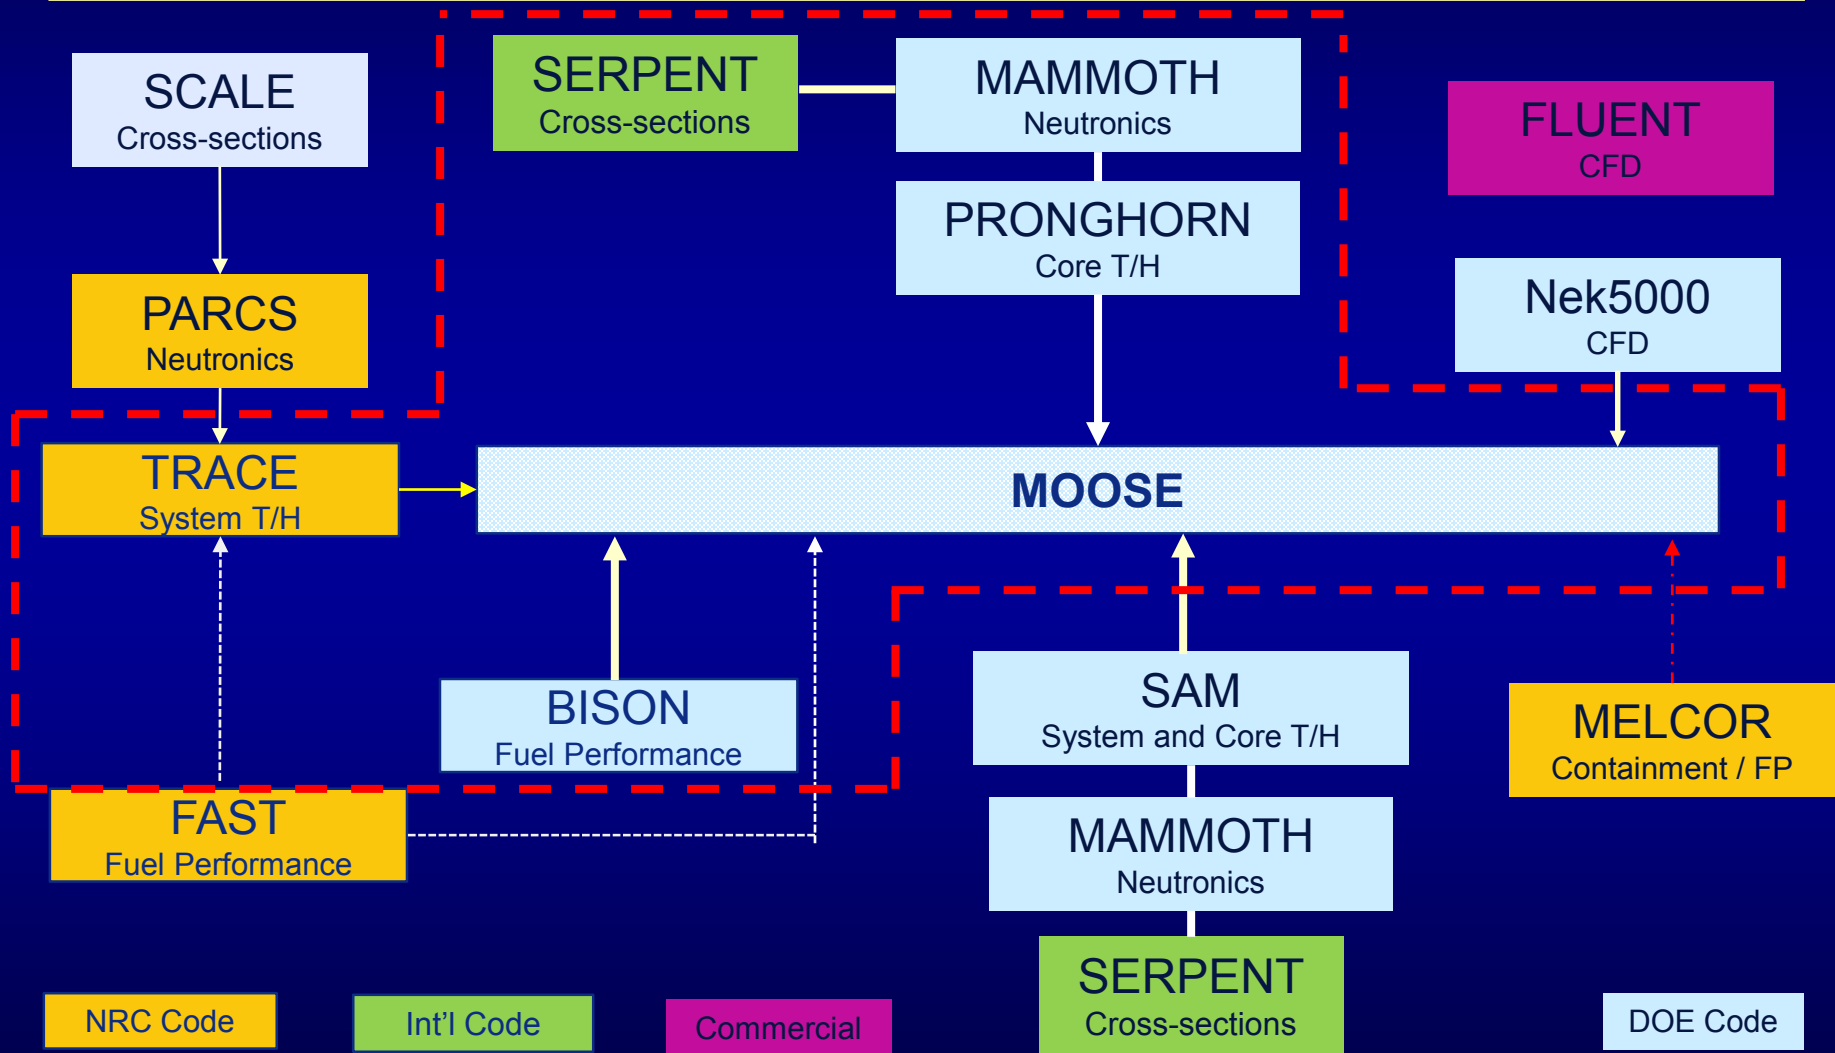 SCALE
Cross-sections
SERPENT
Cross-sections
MAMMOTH
Neutronics
FLUENT
CFD
PRONGHORN
Core T/H
PARCS
Neutronics
Nek5000
CFD
TRACE
System T/H
MOOSE
BISON
Fuel Performance
SAM
System and Core T/H
MELCOR
Containment / FP
FAST
Fuel Performance
MAMMOTH
Neutronics
SERPENT
Cross-sections
NRC Code
Int'l Code
Commercial
DOE Code